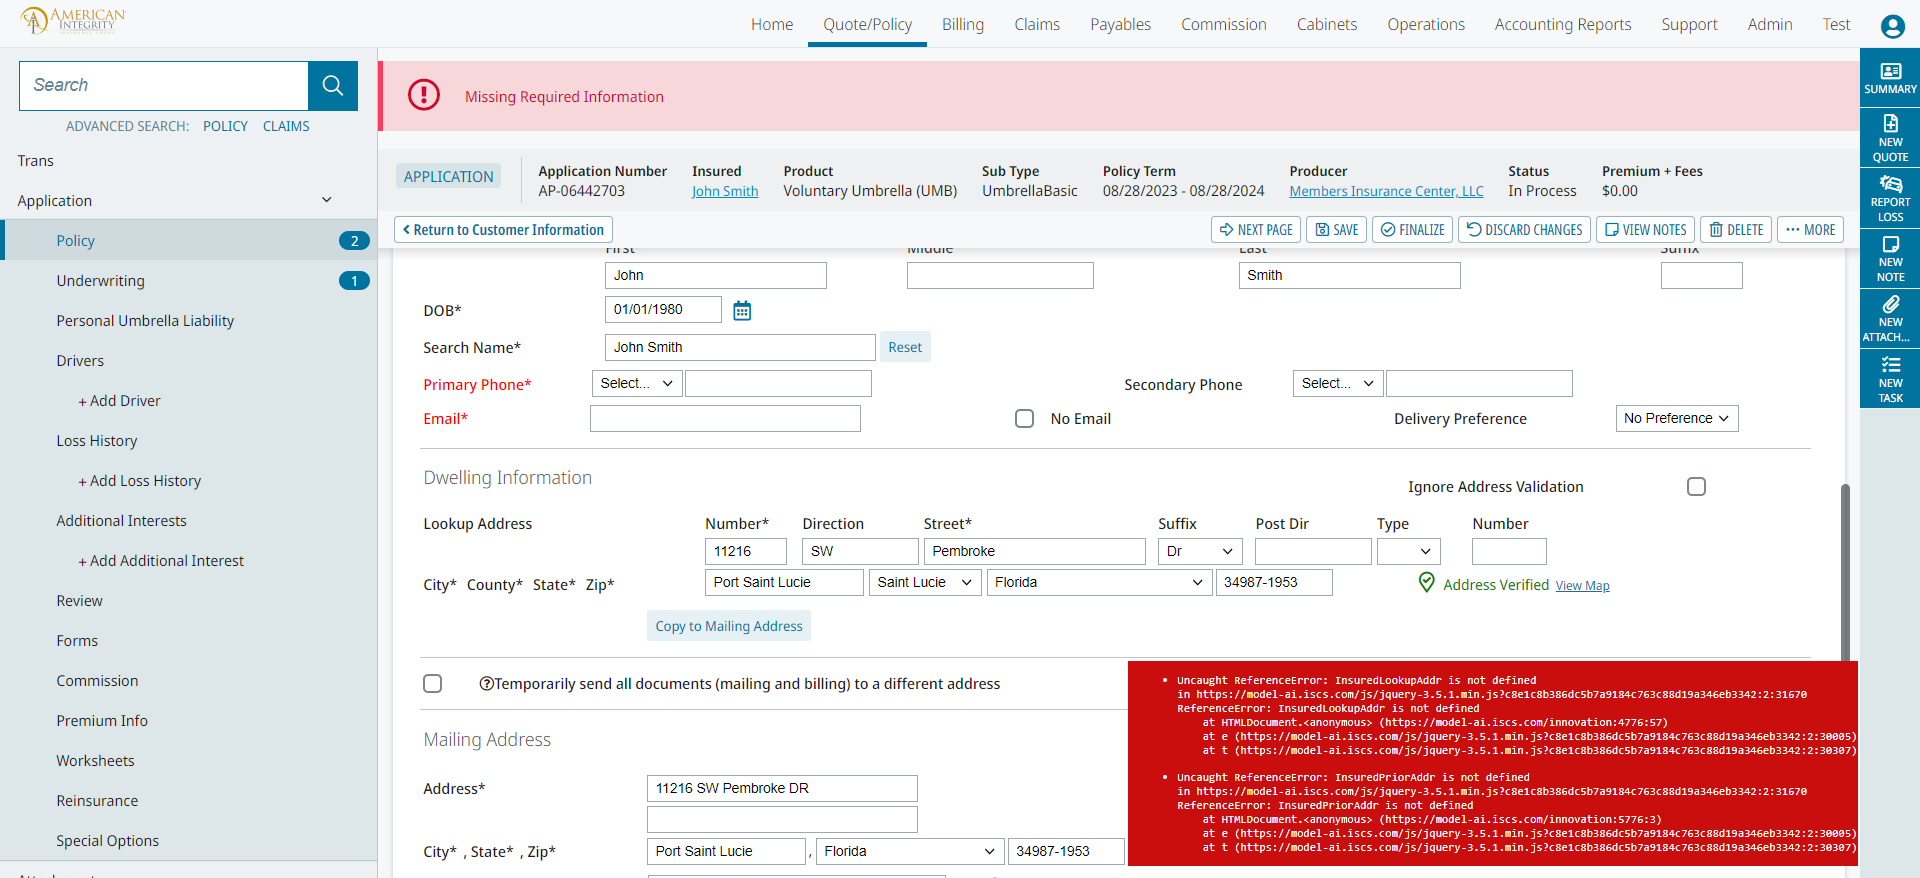 AMERICAN
INTEGRITY
Home Quote/Policy Billing Claims Payables Commission Cabinets Operations Accounting Reports Support Admin Test
Search
ADVANCED SEARCH: POLICY CLAIMS
Trans
Application
Policy 2
Underwriting 1
Personal Umbrella Liability
Drivers
+ Add Driver
Loss History
+ Add Loss History
Additional Interests
+ Add Additional Interest
Review
Forms
Commission
Premium Info
Worksheets
Reinsurance
Special Options
Missing Required Information
APPLICATION
Application Number Insured Product Sub Type Policy Term Producer Status Premium + Fees
AP-06442703 John Smith Voluntary Umbrella (UMB) UmbrellaBasic 08/28/2023 - 08/28/2024 Members Insurance Center, LLC In Process $0.00
Return to Customer Information NEXT PAGE SAVE FINALIZE DISCARD CHANGES VIEW NOTES DELETE MORE
First Middle Last Suffix
John Smith
DOB* 01/01/1980
Search Name* John Smith Reset
Primary Phone* Select... Secondary Phone Select...
Email* No Email Delivery Preference No Preference
Dwelling Information
Ignore Address Validation
Lookup Address Number* Direction Street* Suffix Post Dir Type Number
11216 SW Pembroke Dr
City* County* State* Zip* Port Saint Lucie Saint Lucie Florida 34987-1953 Address Verified View Map
Copy to Mailing Address
Temporarily send all documents (mailing and billing) to a different address
Mailing Address
Address* 11216 SW Pembroke DR
City* , State* , Zip* Port Saint Lucie , Florida 34987-1953
• Uncaught ReferenceError: InsuredLookupAddr is not defined
in https://model-ai.iscs.com/js/jquery-3.5.1.min.js?c8e1c8b386dc5b7a9184c763c88d19a346eb3342:2:31670
ReferenceError: InsuredLookupAddr is not defined
at HTMLDocument.<anonymous> (https://model-ai.iscs.com/innovation:4776:57)
at e (https://model-ai.iscs.com/js/jquery-3.5.1.min.js?c8e1c8b386dc5b7a9184c763c88d19a346eb3342:2:30005)
at t (https://model-ai.iscs.com/js/jquery-3.5.1.min.js?c8e1c8b386dc5b7a9184c763c88d19a346eb3342:2:30307)
• Uncaught ReferenceError: InsuredPriorAddr is not defined
in https://model-ai.iscs.com/js/jquery-3.5.1.min.js?c8e1c8b386dc5b7a9184c763c88d19a346eb3342:2:31670
ReferenceError: InsuredPriorAddr is not defined
at HTMLDocument.<anonymous> (https://model-ai.iscs.com/innovation:5776:3)
at e (https://model-ai.iscs.com/js/jquery-3.5.1.min.js?c8e1c8b386dc5b7a9184c763c88d19a346eb3342:2:30005)
at t (https://model-ai.iscs.com/js/jquery-3.5.1.min.js?c8e1c8b386dc5b7a9184c763c88d19a346eb3342:2:30307)
SUMMARY
NEW
QUOTE
REPORT
LOSS
NEW
NOTE
NEW
ATTACH...
NEW
TASK